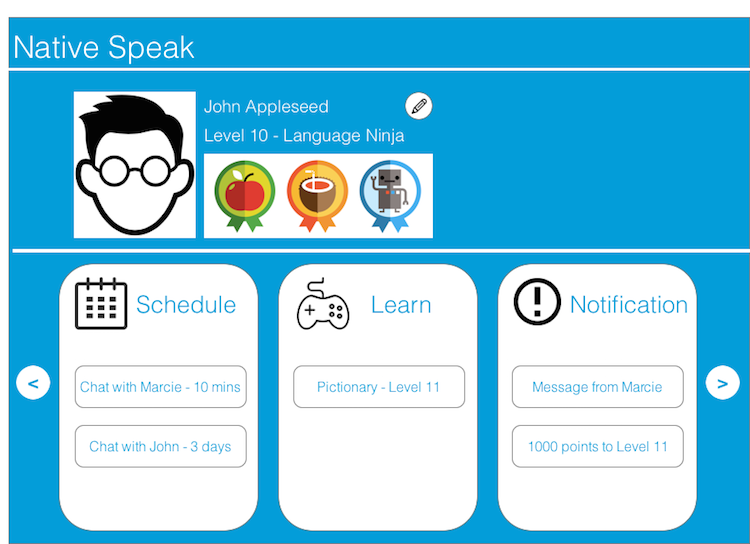 Native Speak
John Appleseed
Level 10 - Language Ninja
Schedule
Chat with Marcie - 10 mins
Chat with John - 3 days
Learn
Pictionary - Level 11
Notification
Message from Marcie
1000 points to Level 11
<
>